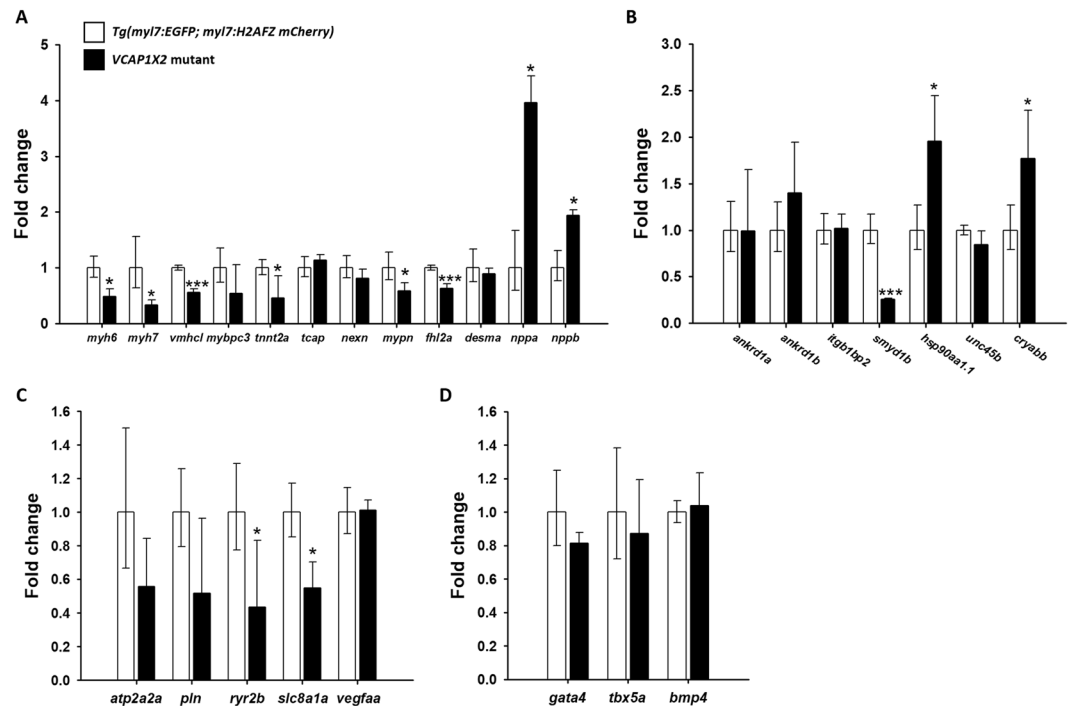 A
Tg(myl7:EGFP; myl7:H2AFZ mCherry)
VCAP1X2 mutant
Fold change
5
4
3
2
1
0
* * *** * * *** * *
myh6 myh7 vmhcl mybpc3 tnnt2a tcap nexn mypn fhl2a desma nppa nppb
B
Fold change
3.0
2.5
2.0
1.5
1.0
0.5
0.0
*** * *
ankrd1a ankrd1b itgb1bp2 smyd1b hsp90aa1.1 unc45b cryabb
C
Fold change
1.6
1.4
1.2
1.0
0.8
0.6
0.4
0.2
0.0
* *
atp2a2a pln ryr2b slc8a1a vegfaa
D
Fold change
1.6
1.4
1.2
1.0
0.8
0.6
0.4
0.2
0.0
gata4 tbx5a bmp4